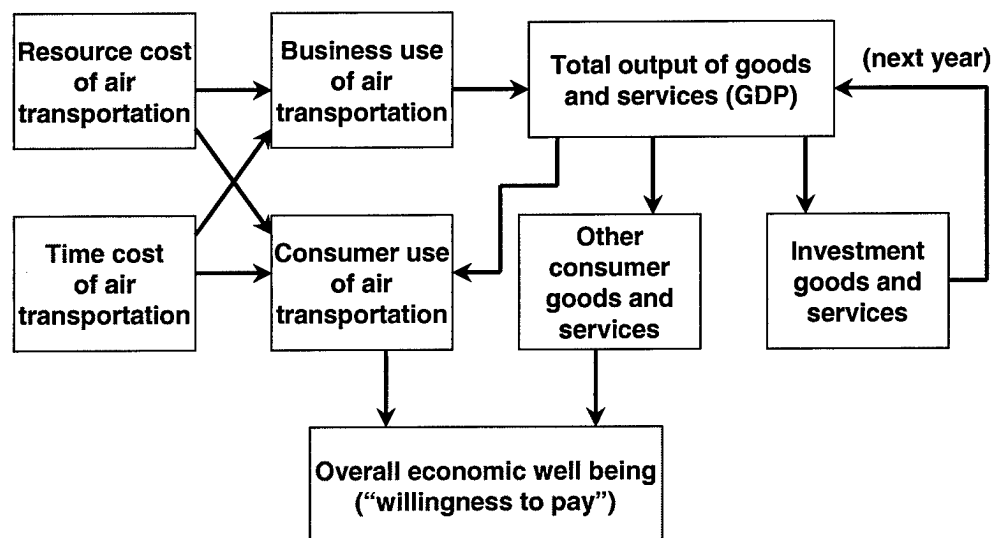 Resource cost
of air
transportation
Business use
of air
transportation
Total output of goods
and services (GDP)
(next year)
Time cost
of air
transportation
Consumer use
of air
transportation
Other
consumer
goods and
services
Investment
goods and
services
Overall economic well being
(“willingness to pay”)